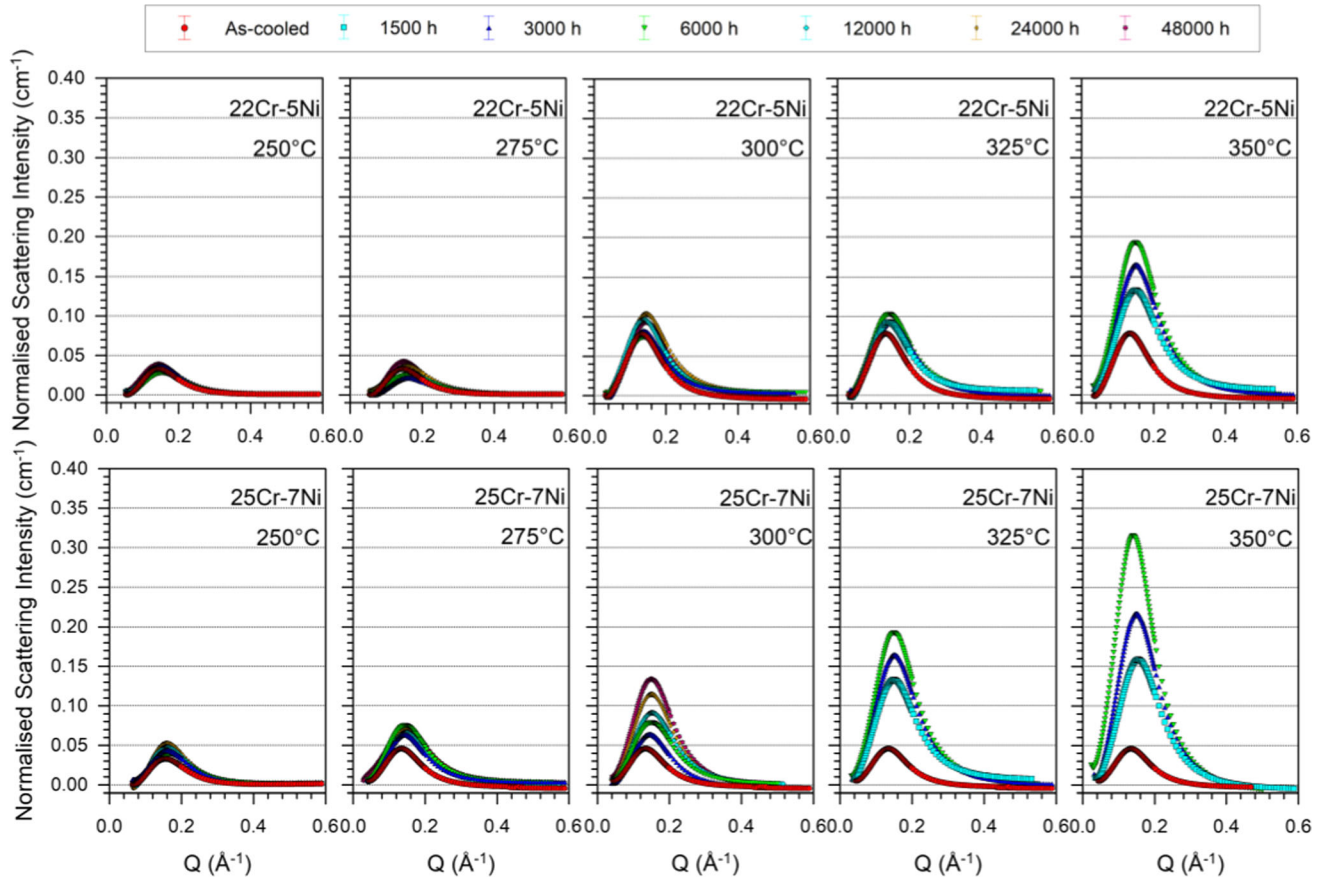 As-cooled 1500 h 3000 h 6000 h 12000 h 24000 h 48000 h
Normalised Scattering Intensity (cm⁻¹)
0.40
0.35
0.30
0.25
0.20
0.15
0.10
0.05
0.00
22Cr-5Ni 22Cr-5Ni 22Cr-5Ni 22Cr-5Ni 22Cr-5Ni
250°C 275°C 300°C 325°C 350°C
0.0 0.2 0.4 0.60.0 0.2 0.4 0.60.0 0.2 0.4 0.60.0 0.2 0.4 0.60.0 0.2 0.4 0.6
Normalised Scattering Intensity (cm⁻¹)
0.40
0.35
0.30
0.25
0.20
0.15
0.10
0.05
0.00
25Cr-7Ni 25Cr-7Ni 25Cr-7Ni 25Cr-7Ni 25Cr-7Ni
250°C 275°C 300°C 325°C 350°C
0.0 0.2 0.4 0.60.0 0.2 0.4 0.60.0 0.2 0.4 0.60.0 0.2 0.4 0.60.0 0.2 0.4 0.6
Q (Å⁻¹) Q (Å⁻¹) Q (Å⁻¹) Q (Å⁻¹) Q (Å⁻¹)